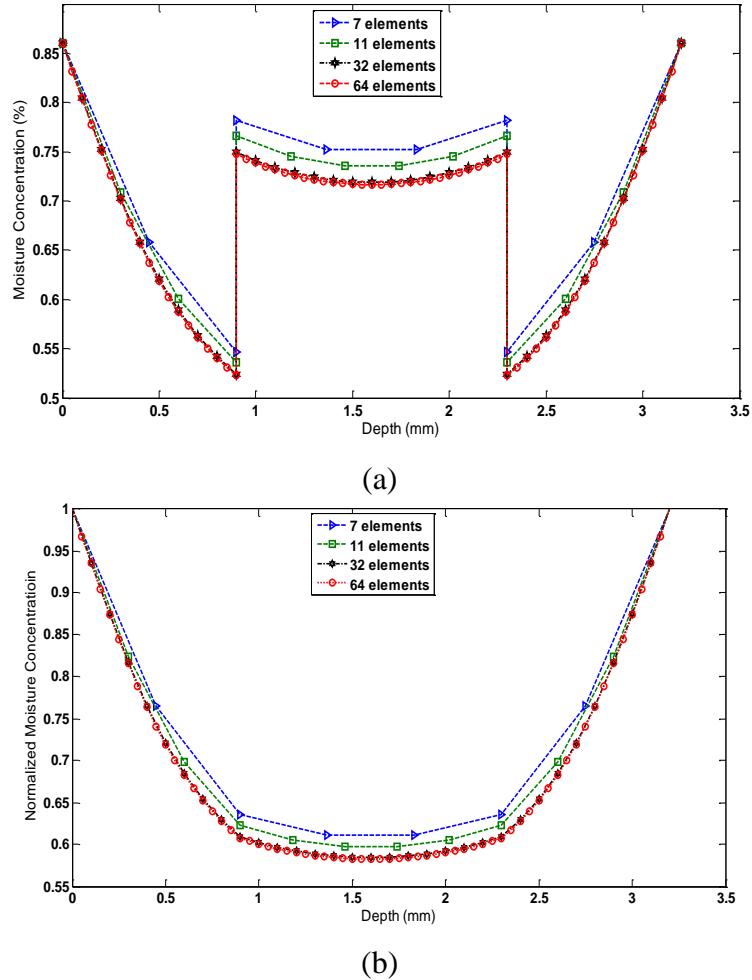 7 elements
11 elements
32 elements
64 elements
Moisture Concentration (%)
0.85
0.8
0.75
0.7
0.65
0.6
0.55
0.5
0 0.5 1 1.5 2 2.5 3 3.5
Depth (mm)
(a)
7 elements
11 elements
32 elements
64 elements
Normalized Moisture Concentratioin
1
0.95
0.9
0.85
0.8
0.75
0.7
0.65
0.6
0.55
0 0.5 1 1.5 2 2.5 3 3.5
Depth (mm)
(b)